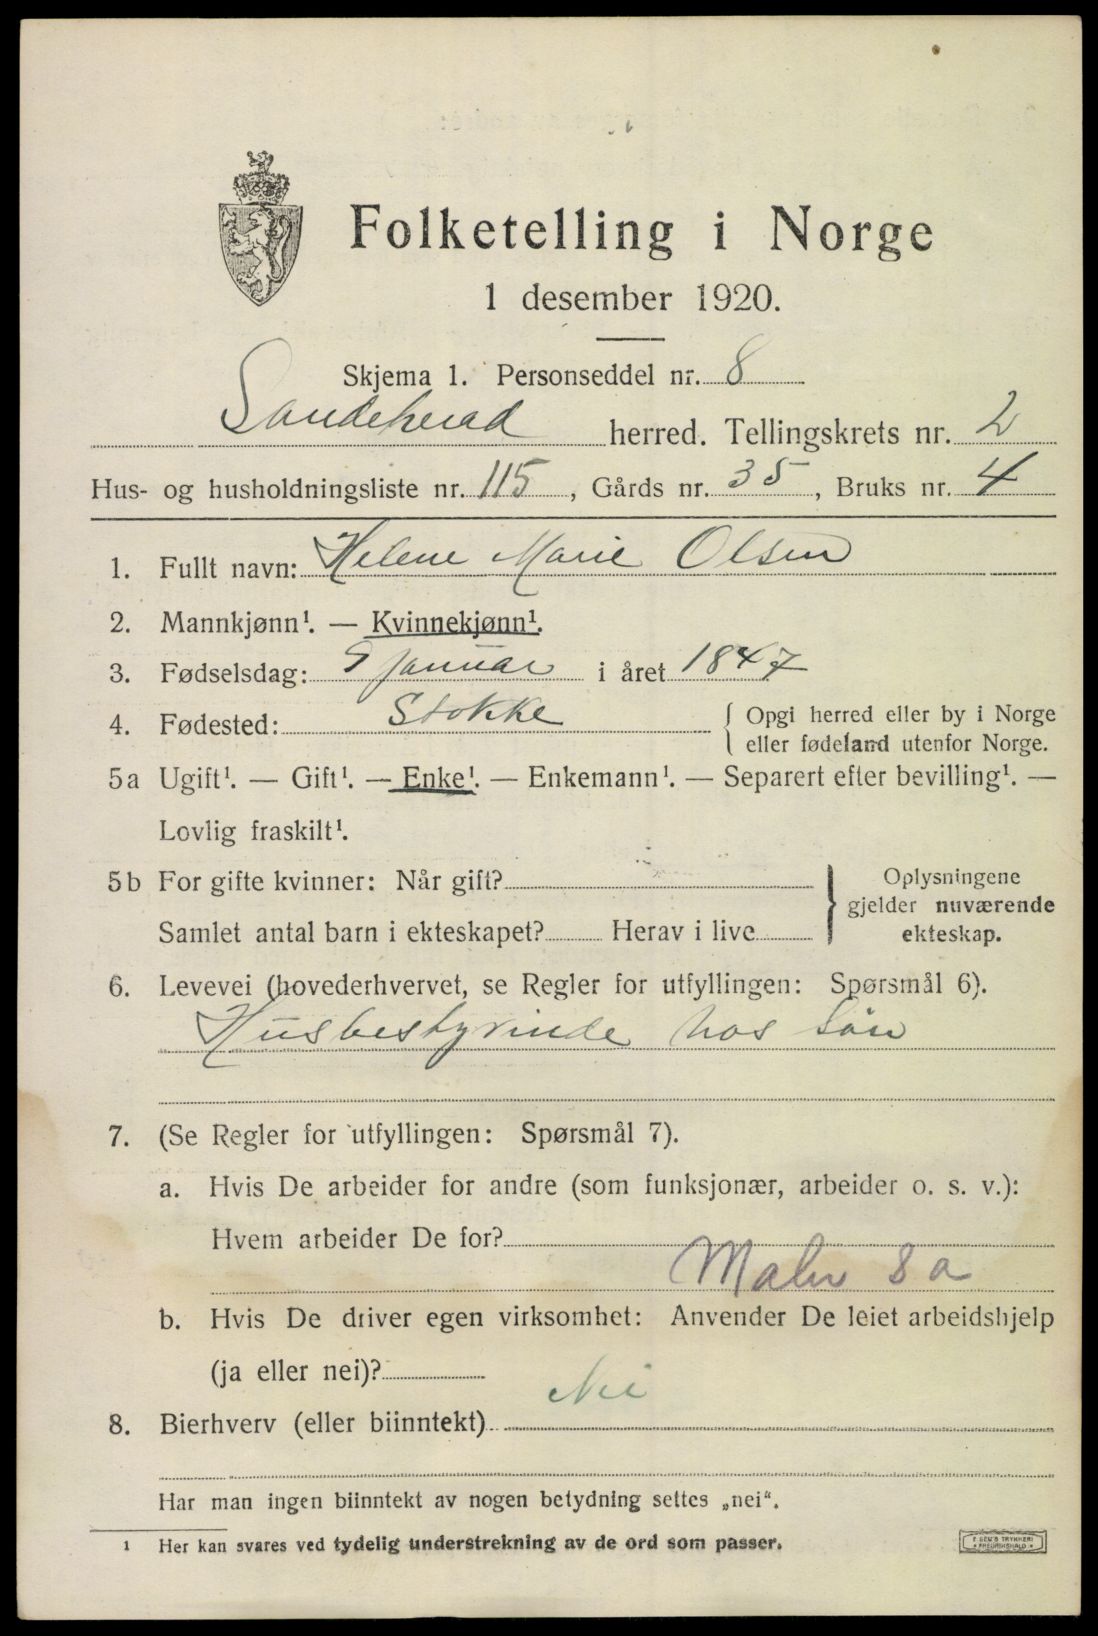 Folketelling i Norge
1 desember 1920.
Skjema 1. Personseddel nr. 8
Sandeherad herred. Tellingskrets nr. 2
Hus- og husholdningsliste nr. 115, Gårds nr. 35, Bruks nr. 4
1. Fullt navn: Helene Marie Olsen
2. Mannkjønn¹. — Kvinnekjønn¹.
3. Fødselsdag: 9 januar i året 1847
4. Fødested: Stokke { Opgi herred eller by i Norge
eller fødeland utenfor Norge.
5a Ugift¹. — Gift¹. — Enke¹. — Enkemann¹. — Separert efter bevilling¹. —
Lovlig fraskilt¹.
5b For gifte kvinner: Når gift? } Oplysningene
gjelder nuværende
Samlet antal barn i ekteskapet? Herav i live ekteskap.
6. Levevei (hovederhvervet, se Regler for utfyllingen: Spørsmål 6).
Husbestyrinde hos Søn
7. (Se Regler for utfyllingen: Spørsmål 7).
a. Hvis De arbeider for andre (som funksjonær, arbeider o. s. v.):
Hvem arbeider De for?
8 a
b. Hvis De driver egen virksomhet: Anvender De leiet arbeidshjelp
(ja eller nei)?
8. Bierhverv (eller biinntekt) Nei
Har man ingen biinntekt av nogen betydning settes „nei“.
1 Her kan svares ved tydelig understrekning av de ord som passer.
TRYKKERI
FREDRIKSHALD